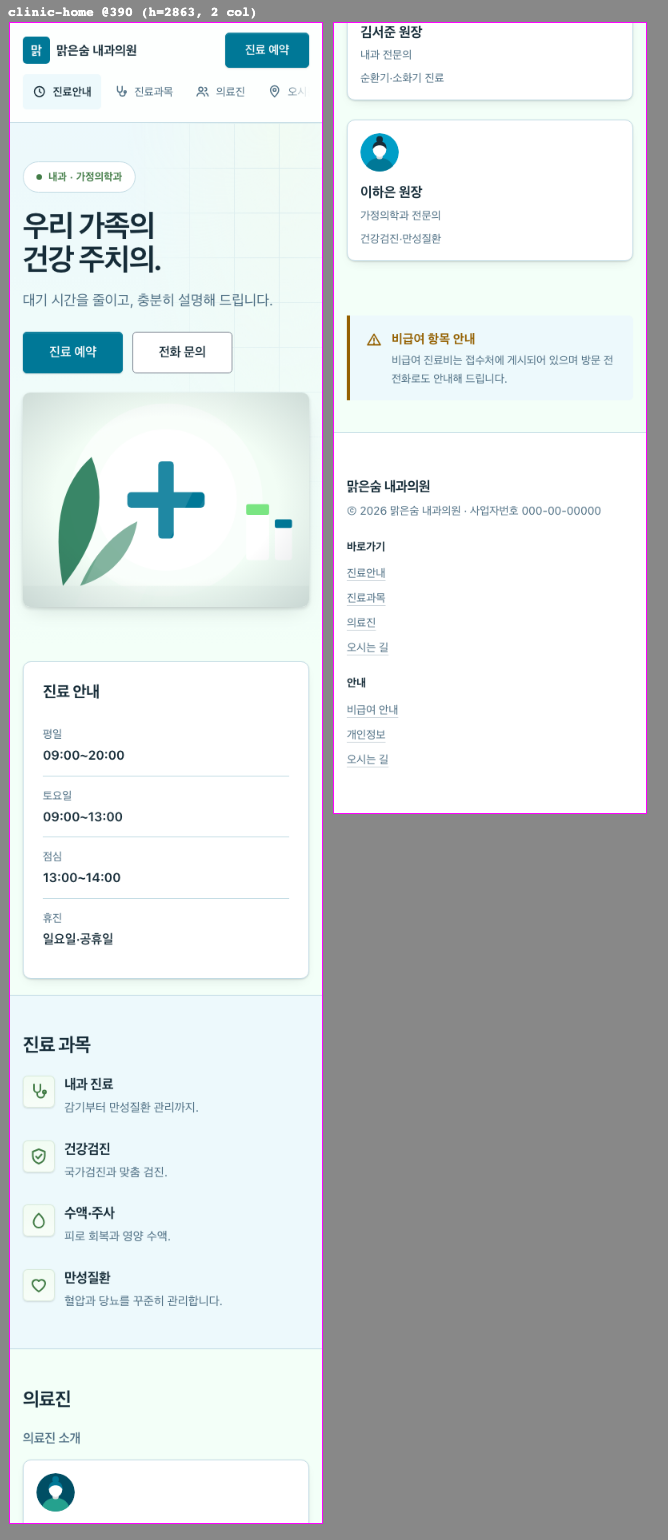 clinic-home @390 (h=2863, 2 col)
맑 맑은숨 내과의원
진료 예약
진료안내 진료과목 의료진 오시
내과 · 가정의학과
우리 가족의
건강 주치의.
대기 시간을 줄이고, 충분히 설명해 드립니다.
진료 예약 전화 문의
진료 안내
평일
09:00~20:00
토요일
09:00~13:00
점심
13:00~14:00
휴진
일요일·공휴일
진료 과목
내과 진료
감기부터 만성질환 관리까지.
건강검진
국가검진과 맞춤 검진.
수액·주사
피로 회복과 영양 수액.
만성질환
혈압과 당뇨를 꾸준히 관리합니다.
의료진
의료진 소개
김서준 원장
내과 전문의
순환기·소화기 진료
이하은 원장
가정의학과 전문의
건강검진·만성질환
비급여 항목 안내
비급여 진료비는 접수처에 게시되어 있으며 방문 전
전화로도 안내해 드립니다.
맑은숨 내과의원
© 2026 맑은숨 내과의원 · 사업자번호 000-00-00000
바로가기
진료안내
진료과목
의료진
오시는 길
안내
비급여 안내
개인정보
오시는 길